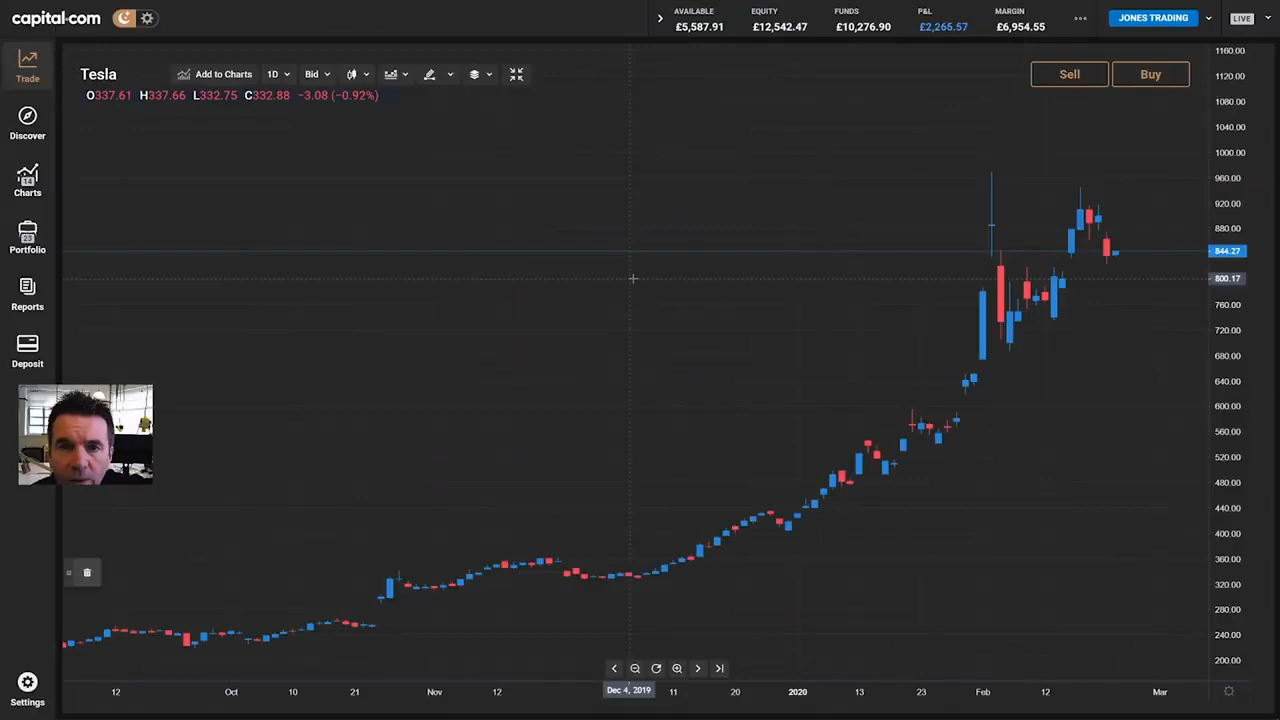 capital·com
AVAILABLE EQUITY FUNDS P&L MARGIN
£5,587.91 £12,542.47 £10,276.90 £2,265.57 £6,954.55
JONES TRADING
LIVE
Trade
Discover
14
Charts
23
Portfolio
Reports
Deposit
Settings
Tesla
Add to Charts
1D
Bid
O337.61 H337.66 L332.75 C332.88 −3.08 (−0.92%)
Sell
Buy
1160.00
1120.00
1080.00
1040.00
1000.00
960.00
920.00
880.00
844.27
800.17
760.00
720.00
680.00
640.00
600.00
560.00
520.00
480.00
440.00
400.00
360.00
320.00
280.00
240.00
200.00
12 Oct 10 21 Nov 12 Dec 4, 2019 11 20 2020 13 23 Feb 12 Mar